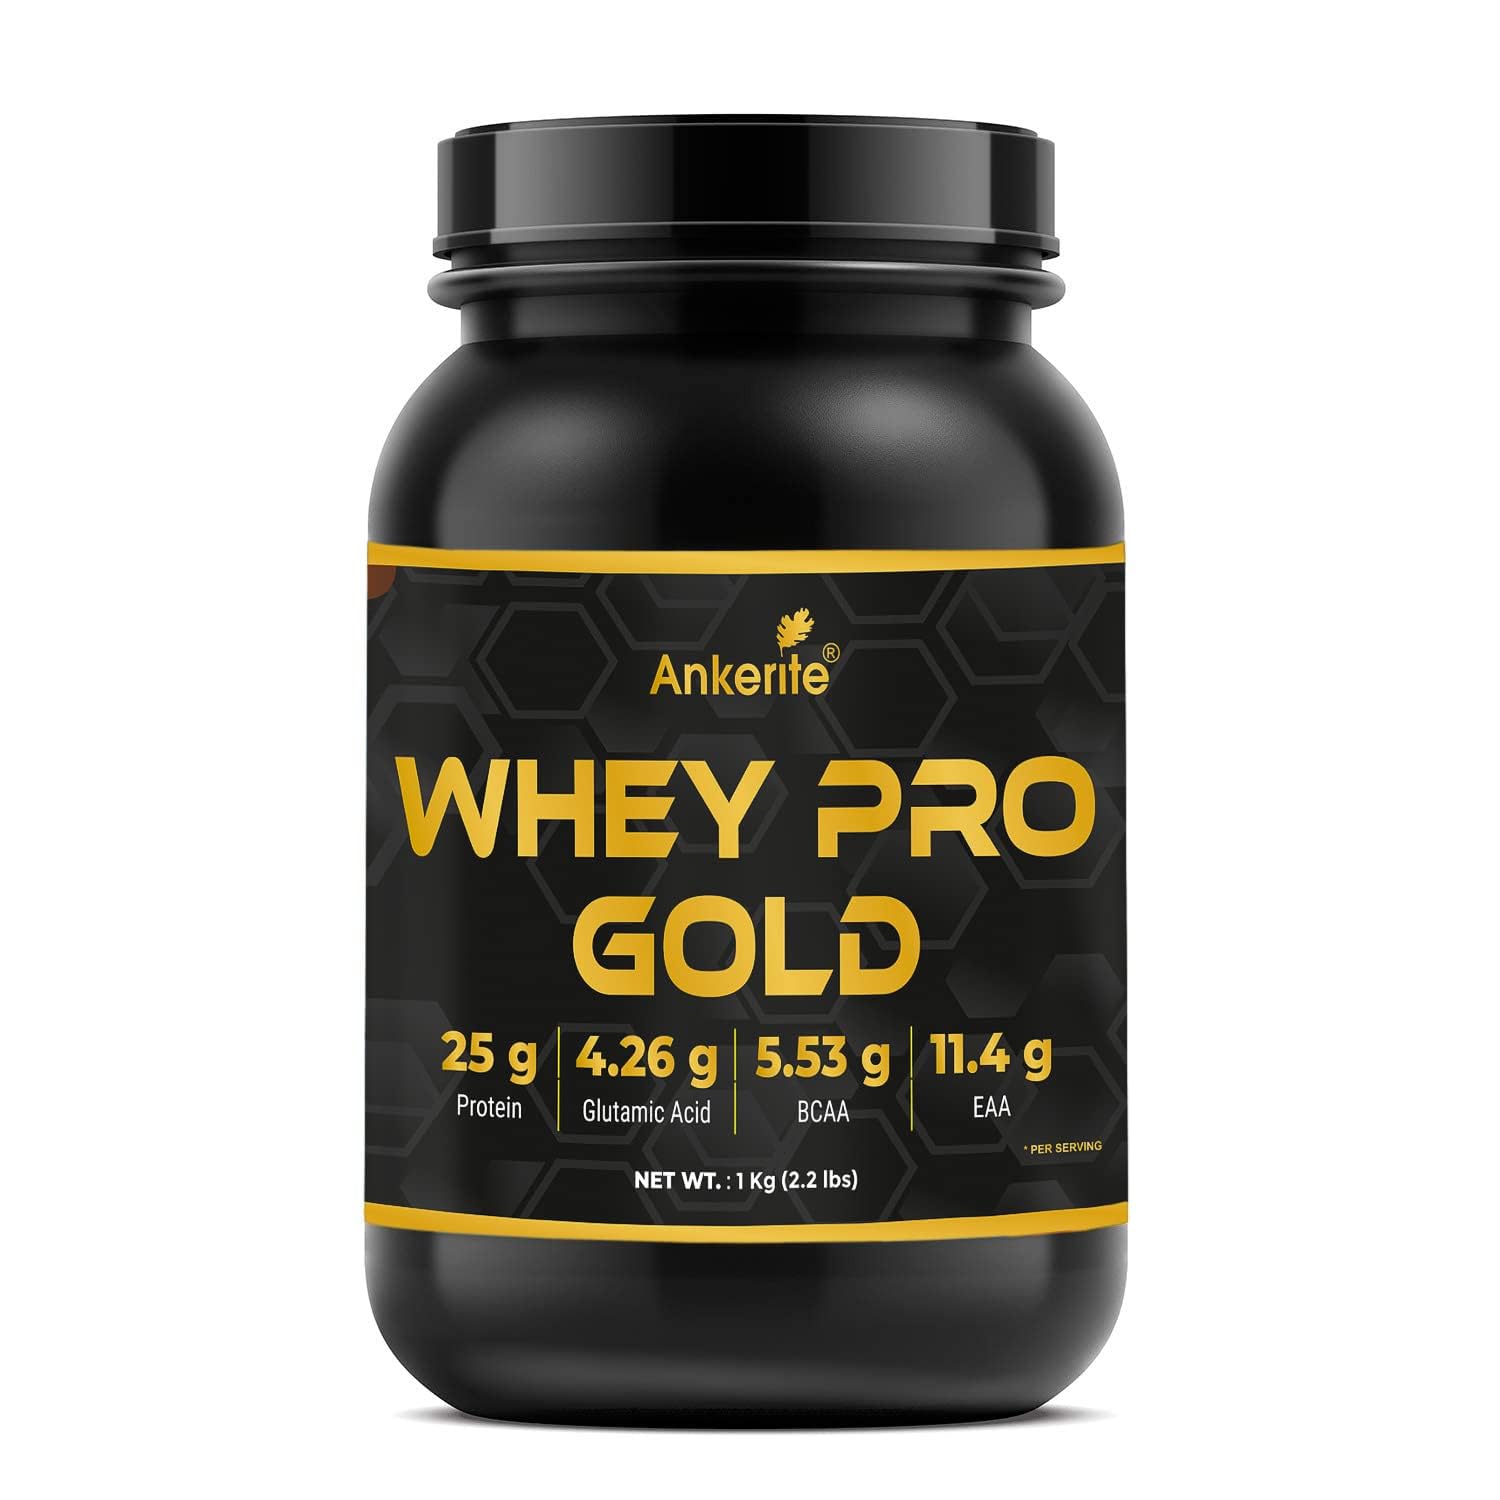 Ankerite®
WHEY PRO
GOLD
25 g
Protein
4.26 g
Glutamic Acid
5.53 g
BCAA
11.4 g
EAA
* PER SERVING
NET WT. : 1 Kg (2.2 lbs)